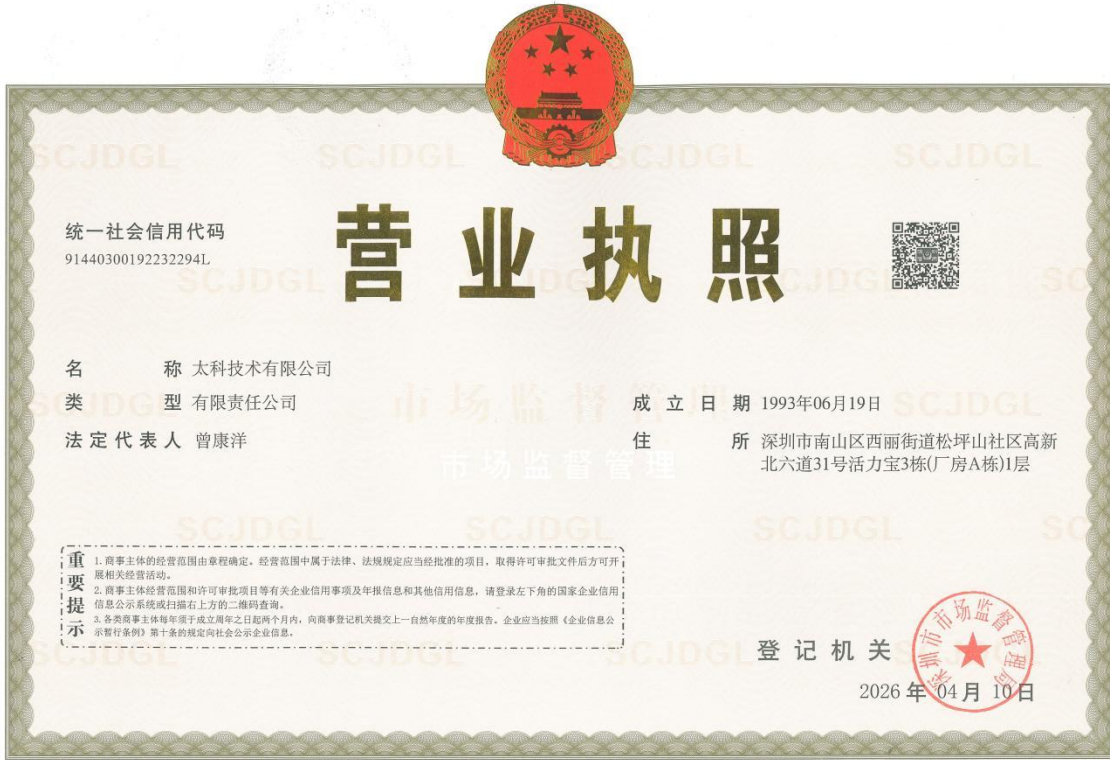 营业执照
统一社会信用代码
91440300192232294L
名称 太科技术有限公司
类型 有限责任公司
法定代表人 曾康洋
成立日期 1993年06月19日
住所 深圳市南山区西丽街道松坪山社区高新
北六道31号活力宝3栋(厂房A栋)1层
重要提示
1. 商事主体的经营范围由章程确定。经营范围中属于法律、法规规定应当经批准的项目，取得许可审批文件后方可开
展相关经营活动。
2. 商事主体经营范围和许可审批项目等有关企业信用事项及年报信息和其他信用信息，请登录左下角的国家企业信用
信息公示系统或扫描右上方的二维码查询。
3. 各类商事主体每年须于成立周年之日起两个月内，向商事登记机关提交上一自然年度的年度报告。企业应当按照《企业信息公
示暂行条例》第十条的规定向社会公示企业信息。
登记机关
深圳市市场监督管理局
2026年04月10日
SCJDGL SCJDGL SCJDGL SCJDGL
市场监督管理
市场监督管理